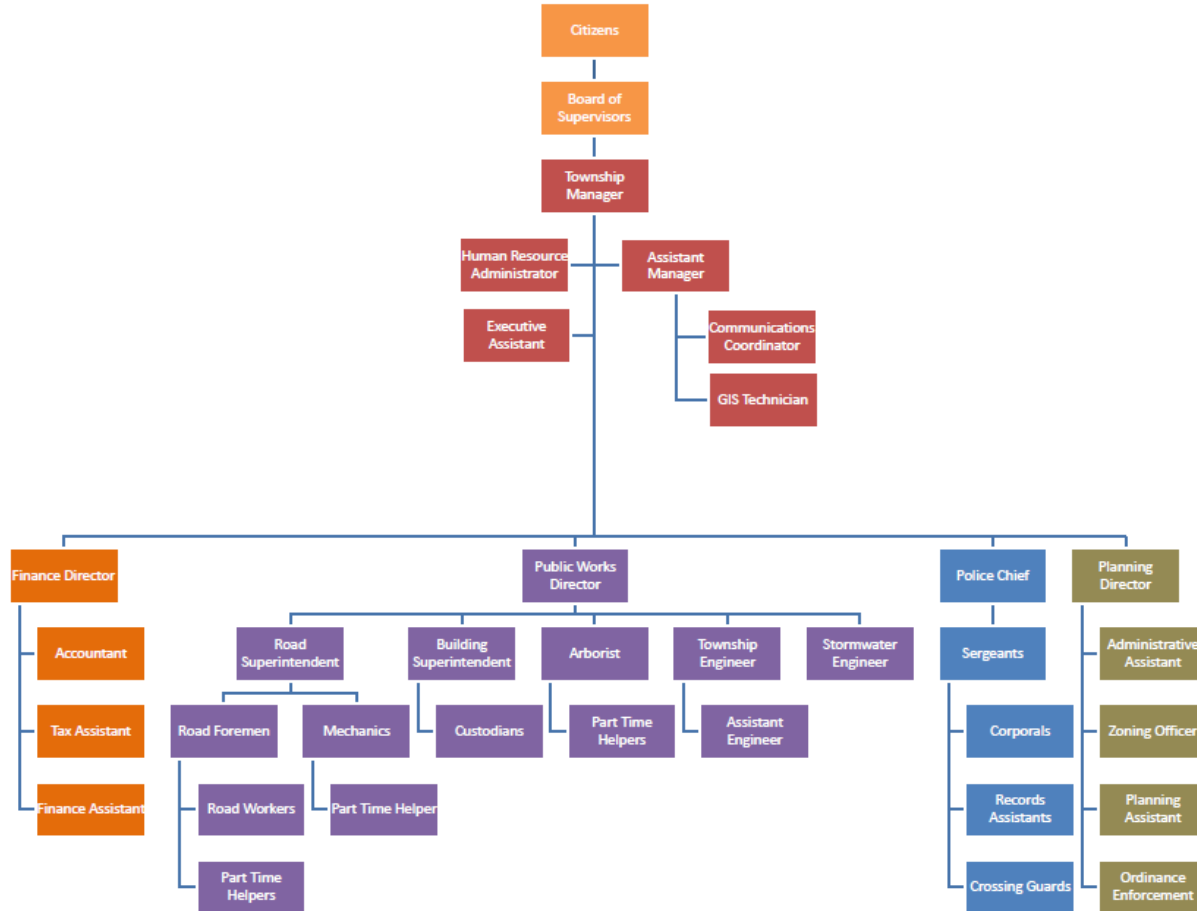 Citizens
Board of
Supervisors
Township
Manager
Human Resource
Administrator
Assistant
Manager
Executive
Assistant
Communications
Coordinator
GIS Technician
Finance Director
Public Works
Director
Police Chief
Planning
Director
Accountant
Road
Superintendent
Building
Superintendent
Arborist
Township
Engineer
Stormwater
Engineer
Sergeants
Administrative
Assistant
Tax Assistant
Road Foremen
Mechanics
Custodians
Part Time
Helpers
Assistant
Engineer
Corporals
Zoning Officer
Finance Assistant
Road Workers
Part Time Helper
Records
Assistants
Planning
Assistant
Part Time
Helpers
Crossing Guards
Ordinance
Enforcement